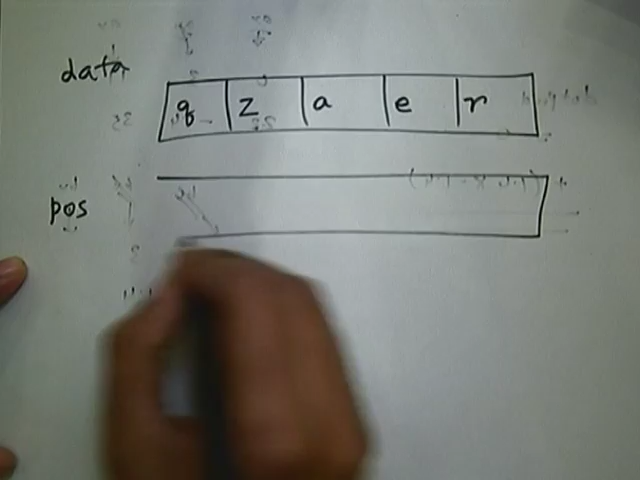 data
q z a e r
pos